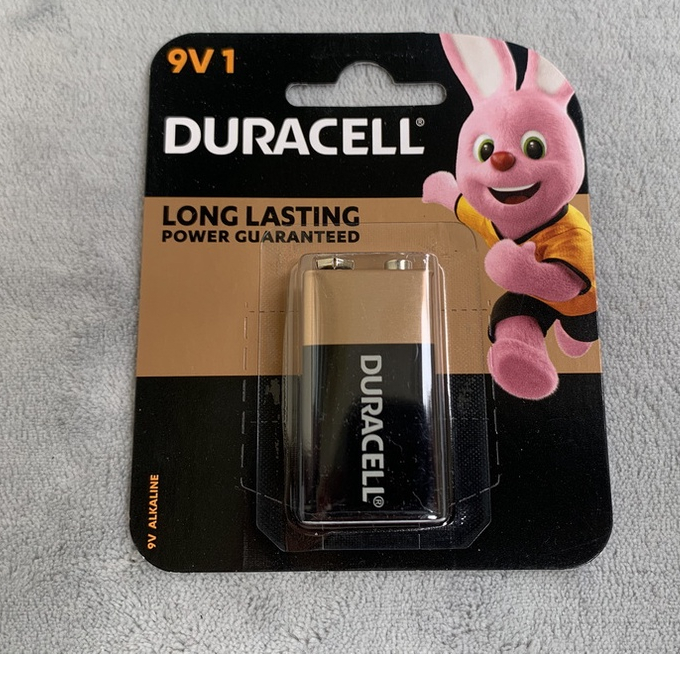 9V 1
DURACELL®
LONG LASTING
POWER GUARANTEED
DURACELL®
9V ALKALINE